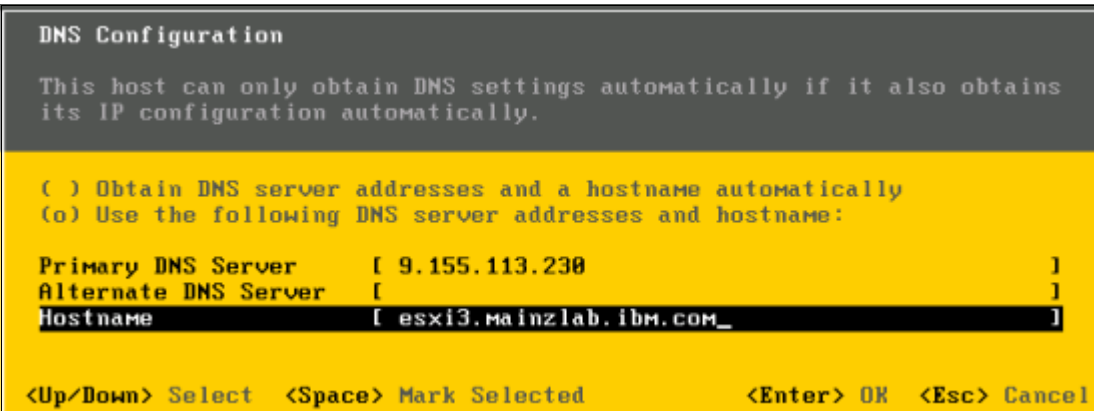 DNS Configuration
This host can only obtain DNS settings automatically if it also obtains
its IP configuration automatically.
( ) Obtain DNS server addresses and a hostname automatically
(o) Use the following DNS server addresses and hostname:
Primary DNS Server [ 9.155.113.230 ]
Alternate DNS Server [ ]
Hostname [ esxi3.mainzlab.ibm.com_ ]
<Up/Down> Select <Space> Mark Selected <Enter> OK <Esc> Cancel